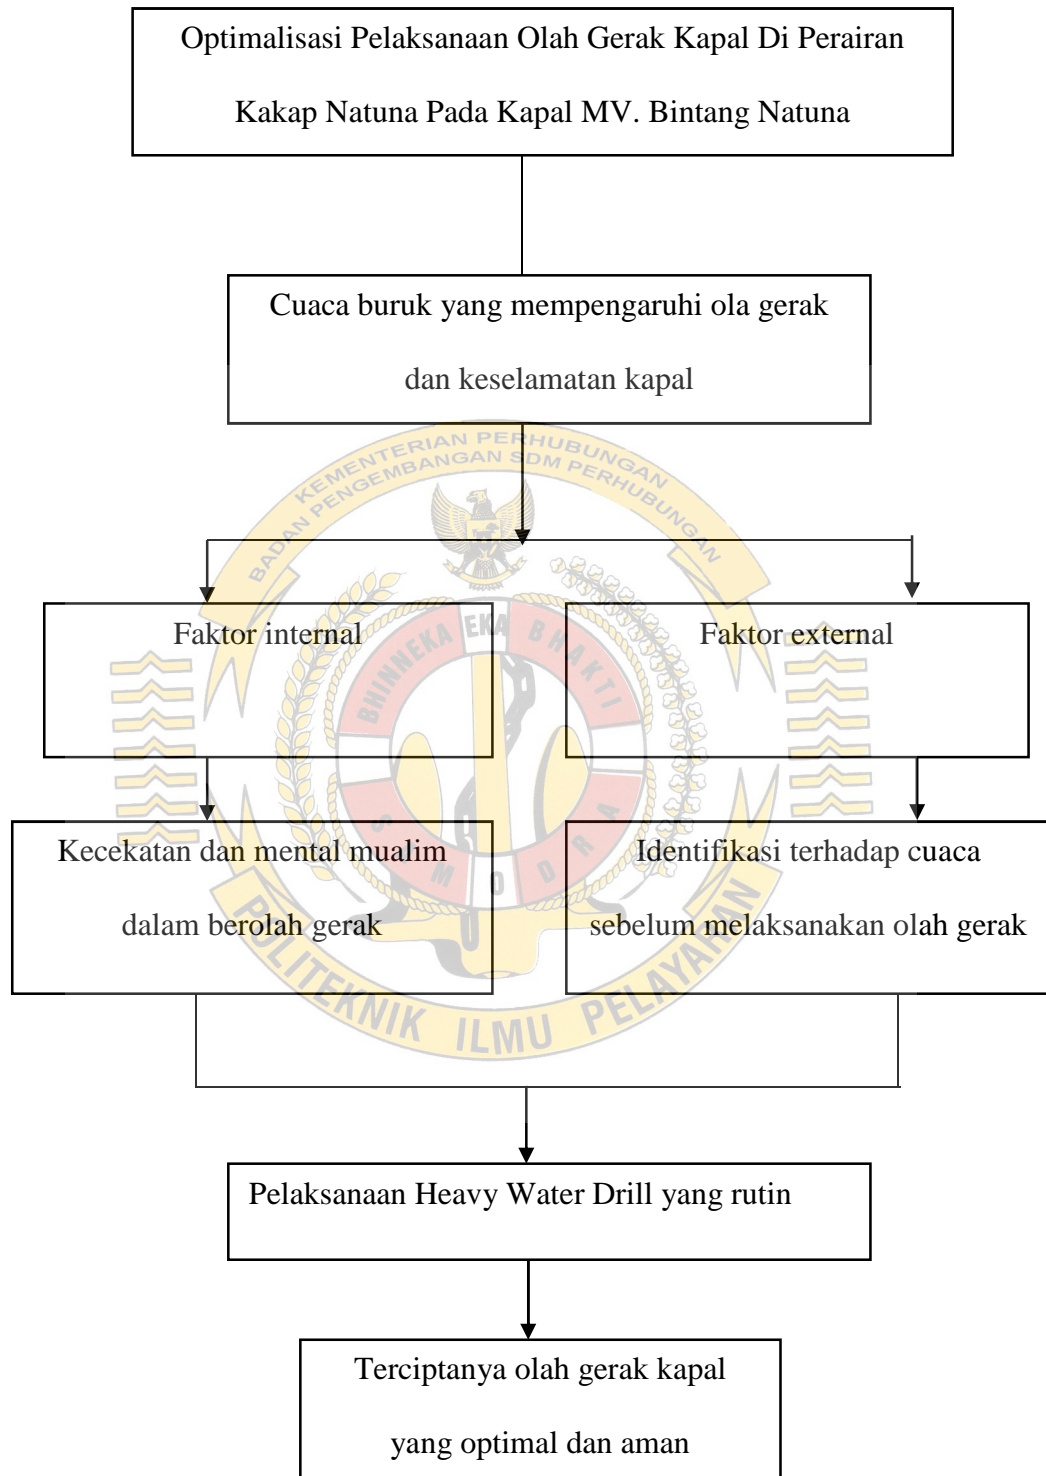 Optimalisasi Pelaksanaan Olah Gerak Kapal Di Perairan
Kakap Natuna Pada Kapal MV. Bintang Natuna
Cuaca buruk yang mempengaruhi ola gerak
dan keselamatan kapal
KEMENTERIAN PERHUBUNGAN
BADAN PENGEMBANGAN SDM PERHUBUNGAN
Faktor internal
Faktor external
BHINNEKA EKA BHAKTI
Kecekatan dan mental mualim
dalam berolah gerak
Identifikasi terhadap cuaca
sebelum melaksanakan olah gerak
SAMODRA
POLITEKNIK ILMU PELAYARAN
Pelaksanaan Heavy Water Drill yang rutin
Terciptanya olah gerak kapal
yang optimal dan aman